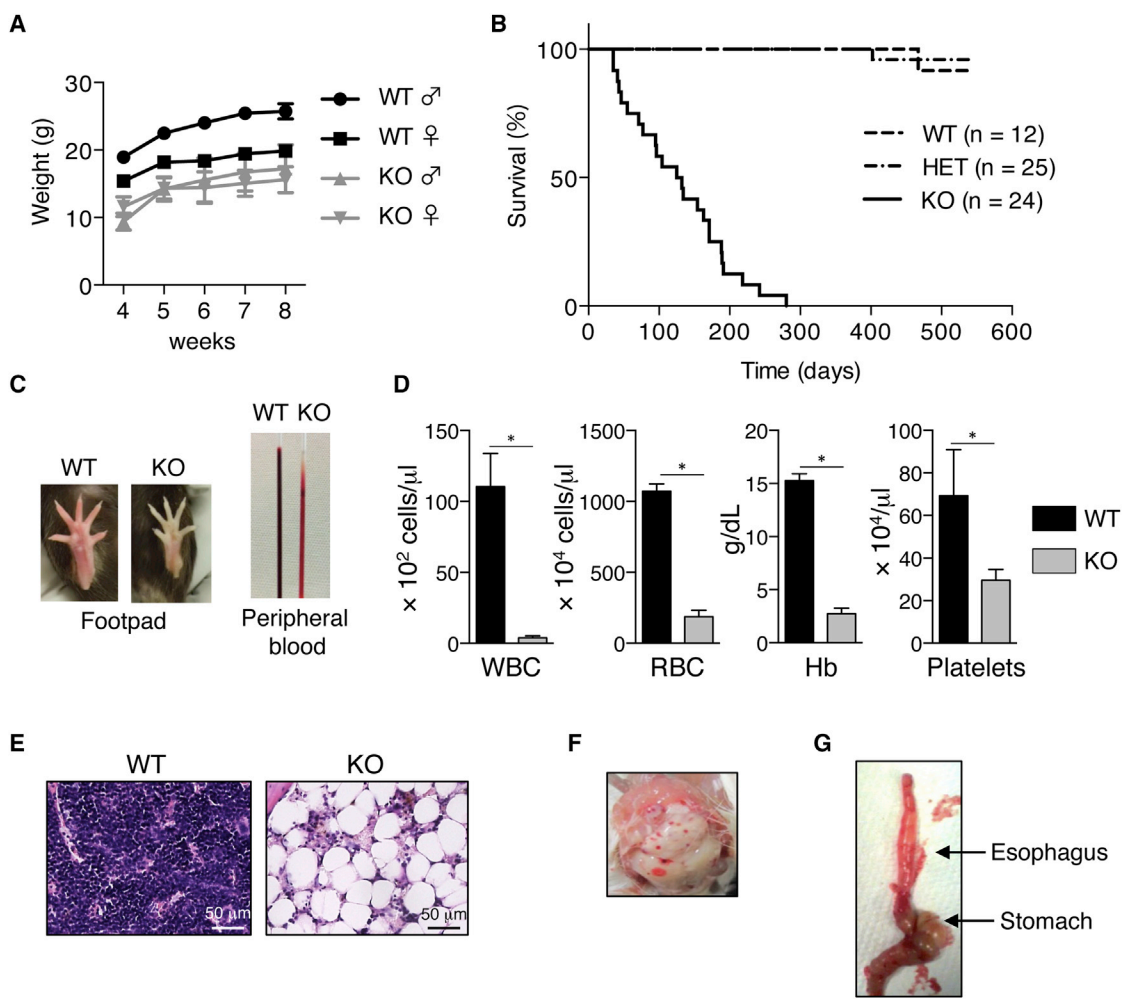 A
Weight (g)
30
20
10
0
4 5 6 7 8
weeks
WT ♂
WT ♀
KO ♂
KO ♀
B
Survival (%)
100
50
0
0 100 200 300 400 500 600
Time (days)
WT (n = 12)
HET (n = 25)
KO (n = 24)
C
WT KO
Footpad
WT KO
Peripheral
blood
D
× 10² cells/μl
150
100
50
0
*
WBC
× 10⁴ cells/μl
1500
1000
500
0
*
RBC
g/dL
20
15
10
5
0
*
Hb
× 10⁴/μl
100
80
60
40
20
0
*
Platelets
WT
KO
E
WT
50 μm
KO
50 μm
F
G
Esophagus
Stomach